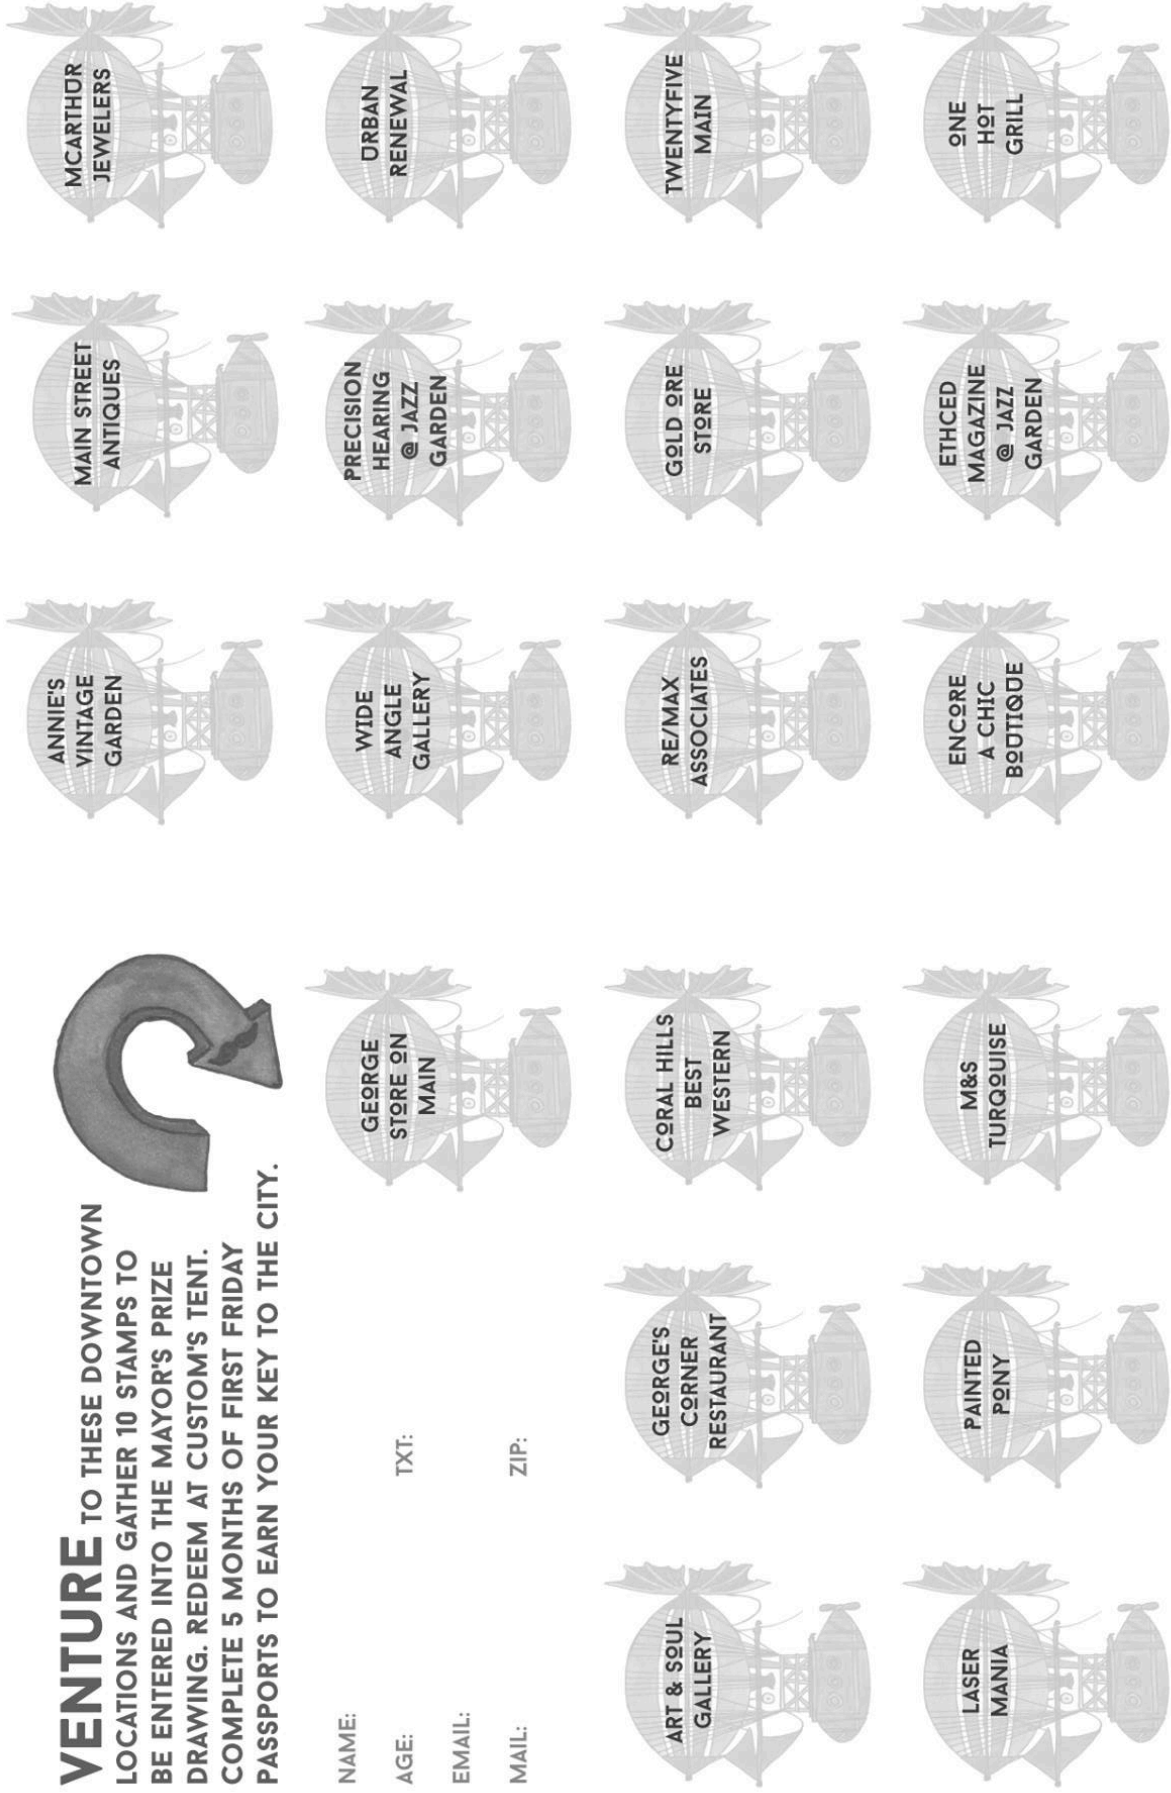 VENTURE TO THESE DOWNTOWN
LOCATIONS AND GATHER 10 STAMPS TO
BE ENTERED INTO THE MAYOR'S PRIZE
DRAWING. REDEEM AT CUSTOM'S TENT.
COMPLETE 5 MONTHS OF FIRST FRIDAY
PASSPORTS TO EARN YOUR KEY TO THE CITY.
NAME:
AGE:
TXT:
EMAIL:
MAIL:
ZIP:
GEORGE
STORE ON
MAIN
ART & SOUL
GALLERY
GEORGE'S
CORNER
RESTAURANT
CORAL HILLS
BEST
WESTERN
LASER
MANIA
PAINTED
PONY
M&S
TURQOUISE
ANNIE'S
VINTAGE
GARDEN
MAIN STREET
ANTIQUES
MCARTHUR
JEWELERS
WIDE
ANGLE
GALLERY
PRECISION
HEARING
@ JAZZ
GARDEN
URBAN
RENEWAL
RE/MAX
ASSOCIATES
GOLD ORE
STORE
TWENTYFIVE
MAIN
ENCORE
A CHIC
BOUTIQUE
ETHCED
MAGAZINE
@ JAZZ
GARDEN
ONE
HOT
GRILL